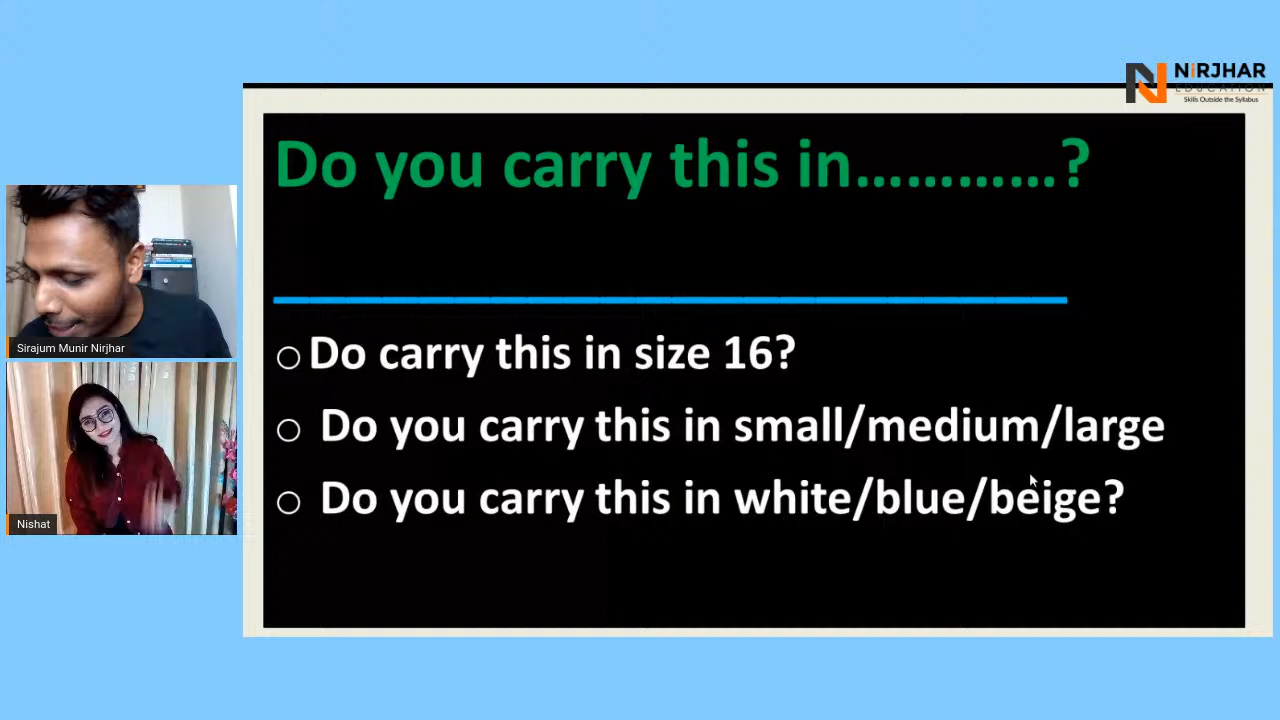 NiRJHAR
EDUCATION
Skills Outside the Syllabus
Do you carry this in…………?
Do carry this in size 16?
Do you carry this in small/medium/large
Do you carry this in white/blue/beige?
Sirajum Munir Nirjhar
Nishat